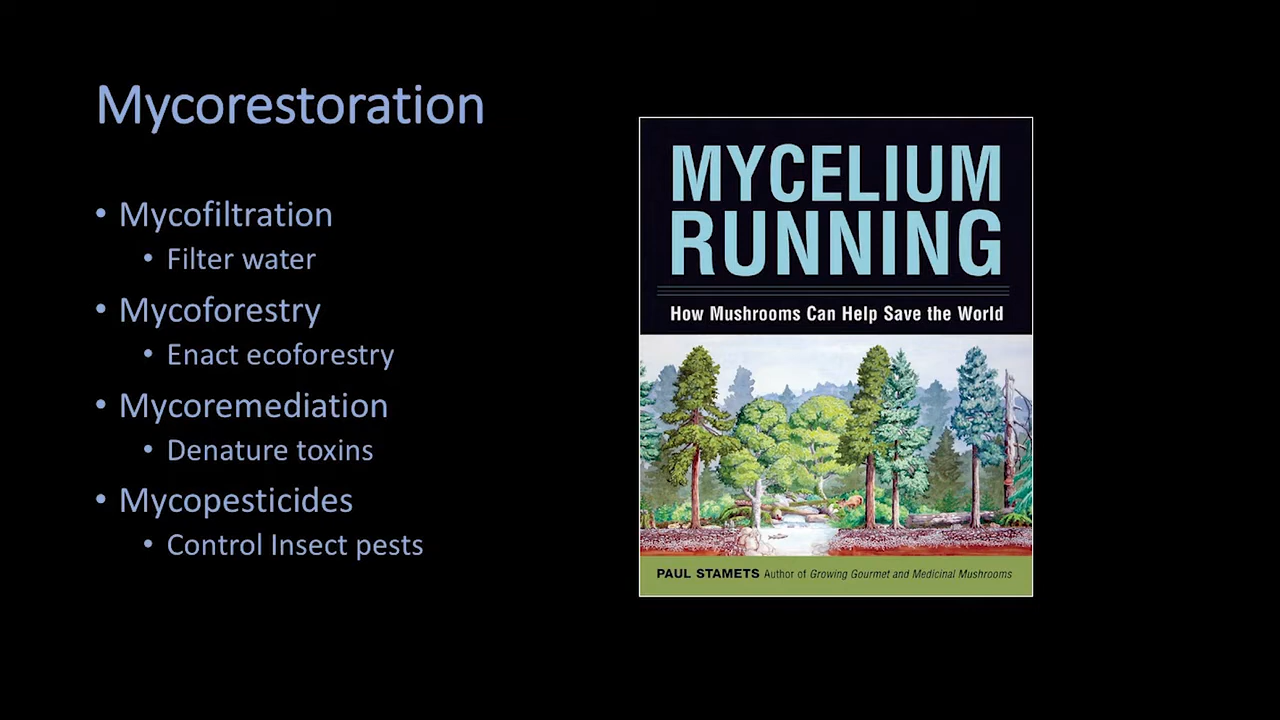 Mycorestoration
• Mycofiltration
• Filter water
• Mycoforestry
• Enact ecoforestry
• Mycoremediation
• Denature toxins
• Mycopesticides
• Control Insect pests
MYCELIUM
RUNNING
How Mushrooms Can Help Save the World
PAUL STAMETS Author of Growing Gourmet and Medicinal Mushrooms